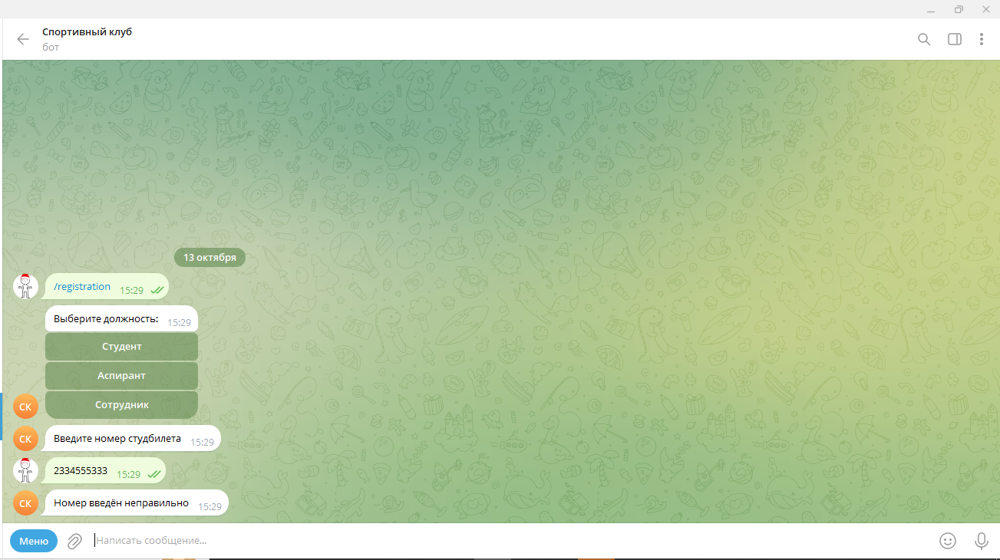 Спортивный клуб
бот
13 октября
/registration 15:29
Выберите должность: 15:29
Студент
Аспирант
СК Сотрудник
СК Введите номер студбилета 15:29
2334555333 15:29
СК Номер введён неправильно 15:29
Меню Написать сообщение...